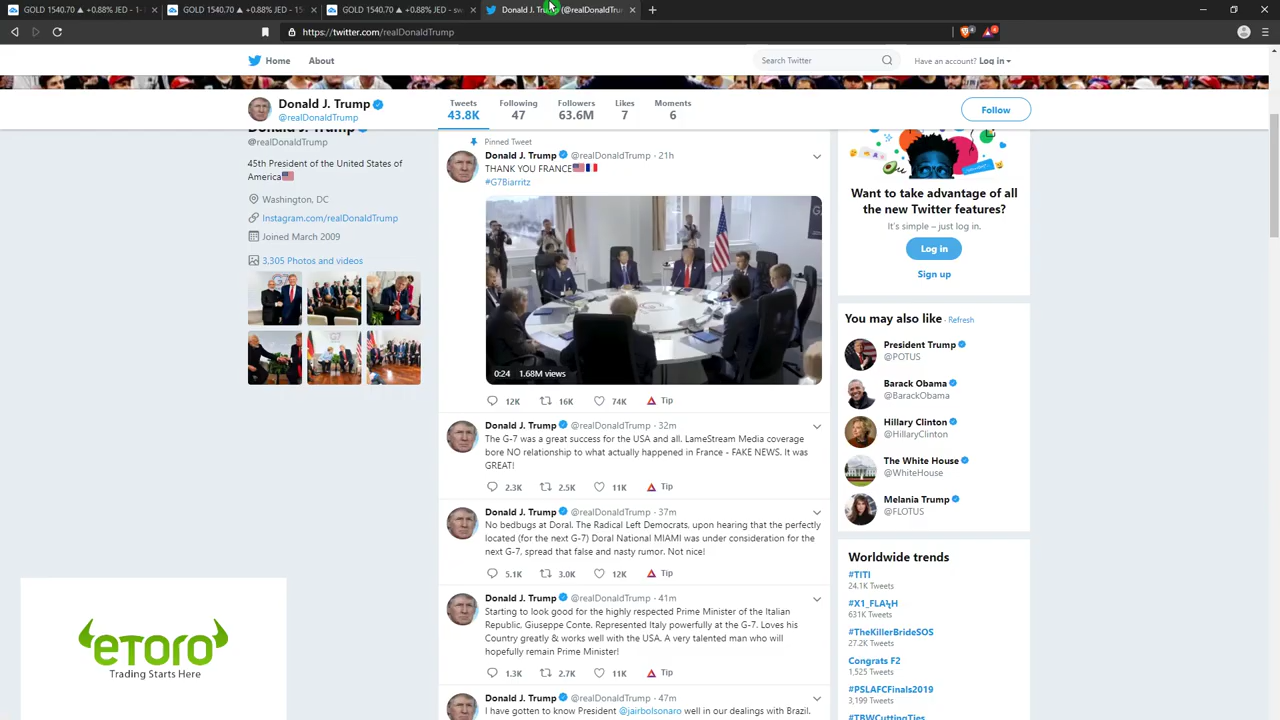 GOLD 1540.70 ▲ +0.88% JED - 1-
GOLD 1540.70 ▲ +0.88% JED - 15
GOLD 1540.70 ▲ +0.88% JED - sw
Donald J. (@realDonaldTru
https://twitter.com/realDonaldTrump
Home
About
Search Twitter
Have an account? Log in
Donald J. Trump
@realDonaldTrump
Tweets
43.8K
Following
47
Followers
63.6M
Likes
7
Moments
6
Follow
Donald J. Trump
@realDonaldTrump
45th President of the United States of
America🇺🇸
Washington, DC
Instagram.com/realDonaldTrump
Joined March 2009
3,305 Photos and videos
Pinned Tweet
Donald J. Trump @realDonaldTrump · 21h
THANK YOU FRANCE🇺🇸🇫🇷
#G7Biarritz
0:24 1.68M views
12K 16K 74K Tip
Donald J. Trump @realDonaldTrump · 32m
The G-7 was a great success for the USA and all. LameStream Media coverage
bore NO relationship to what actually happened in France - FAKE NEWS. It was
GREAT!
2.3K 2.5K 11K Tip
Donald J. Trump @realDonaldTrump · 37m
No bedbugs at Doral. The Radical Left Democrats, upon hearing that the perfectly
located (for the next G-7) Doral National MIAMI was under consideration for the
next G-7, spread that false and nasty rumor. Not nice!
5.1K 3.0K 12K Tip
Donald J. Trump @realDonaldTrump · 41m
Starting to look good for the highly respected Prime Minister of the Italian
Republic, Giuseppe Conte. Represented Italy powerfully at the G-7. Loves his
Country greatly & works well with the USA. A very talented man who will
hopefully remain Prime Minister!
1.3K 2.7K 11K Tip
Donald J. Trump @realDonaldTrump · 47m
I have gotten to know President @jairbolsonaro well in our dealings with Brazil.
Want to take advantage of all
the new Twitter features?
It's simple – just log in.
Log in
Sign up
You may also like · Refresh
President Trump
@POTUS
Barack Obama
@BarackObama
Hillary Clinton
@HillaryClinton
The White House
@WhiteHouse
Melania Trump
@FLOTUS
Worldwide trends
#TITI
24.1K Tweets
#X1_FLAϟH
631K Tweets
#TheKillerBrideSOS
27.2K Tweets
Congrats F2
1,525 Tweets
#PSLAFCFinals2019
3,199 Tweets
#TBWCuttingTies
eToro
Trading Starts Here